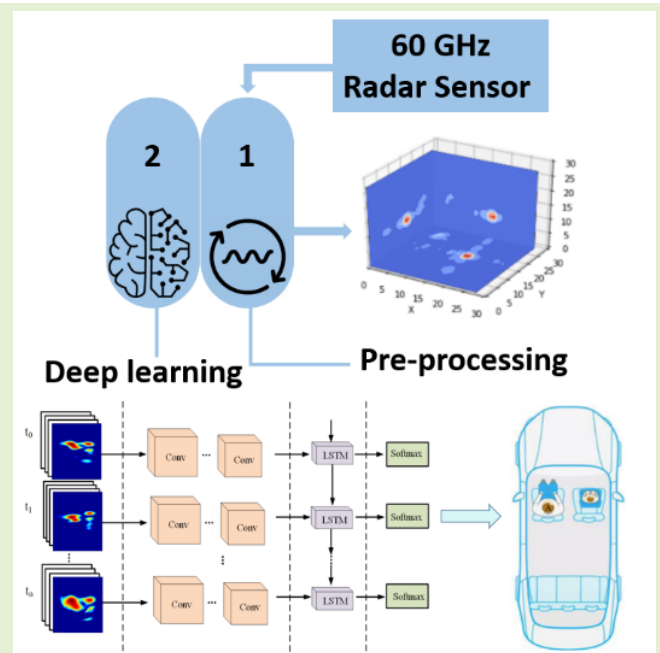 60 GHz
Radar Sensor
2
1
30
25
20
15
10
5
0
0 5 10 15 20 25 30
X
0 5 10 15 20 25 30
Y
Deep learning
Pre-processing
t0
Conv ... Conv
LSTM
Softmax
t1
Conv ... Conv
LSTM
Softmax
tn
Conv ... Conv
LSTM
Softmax